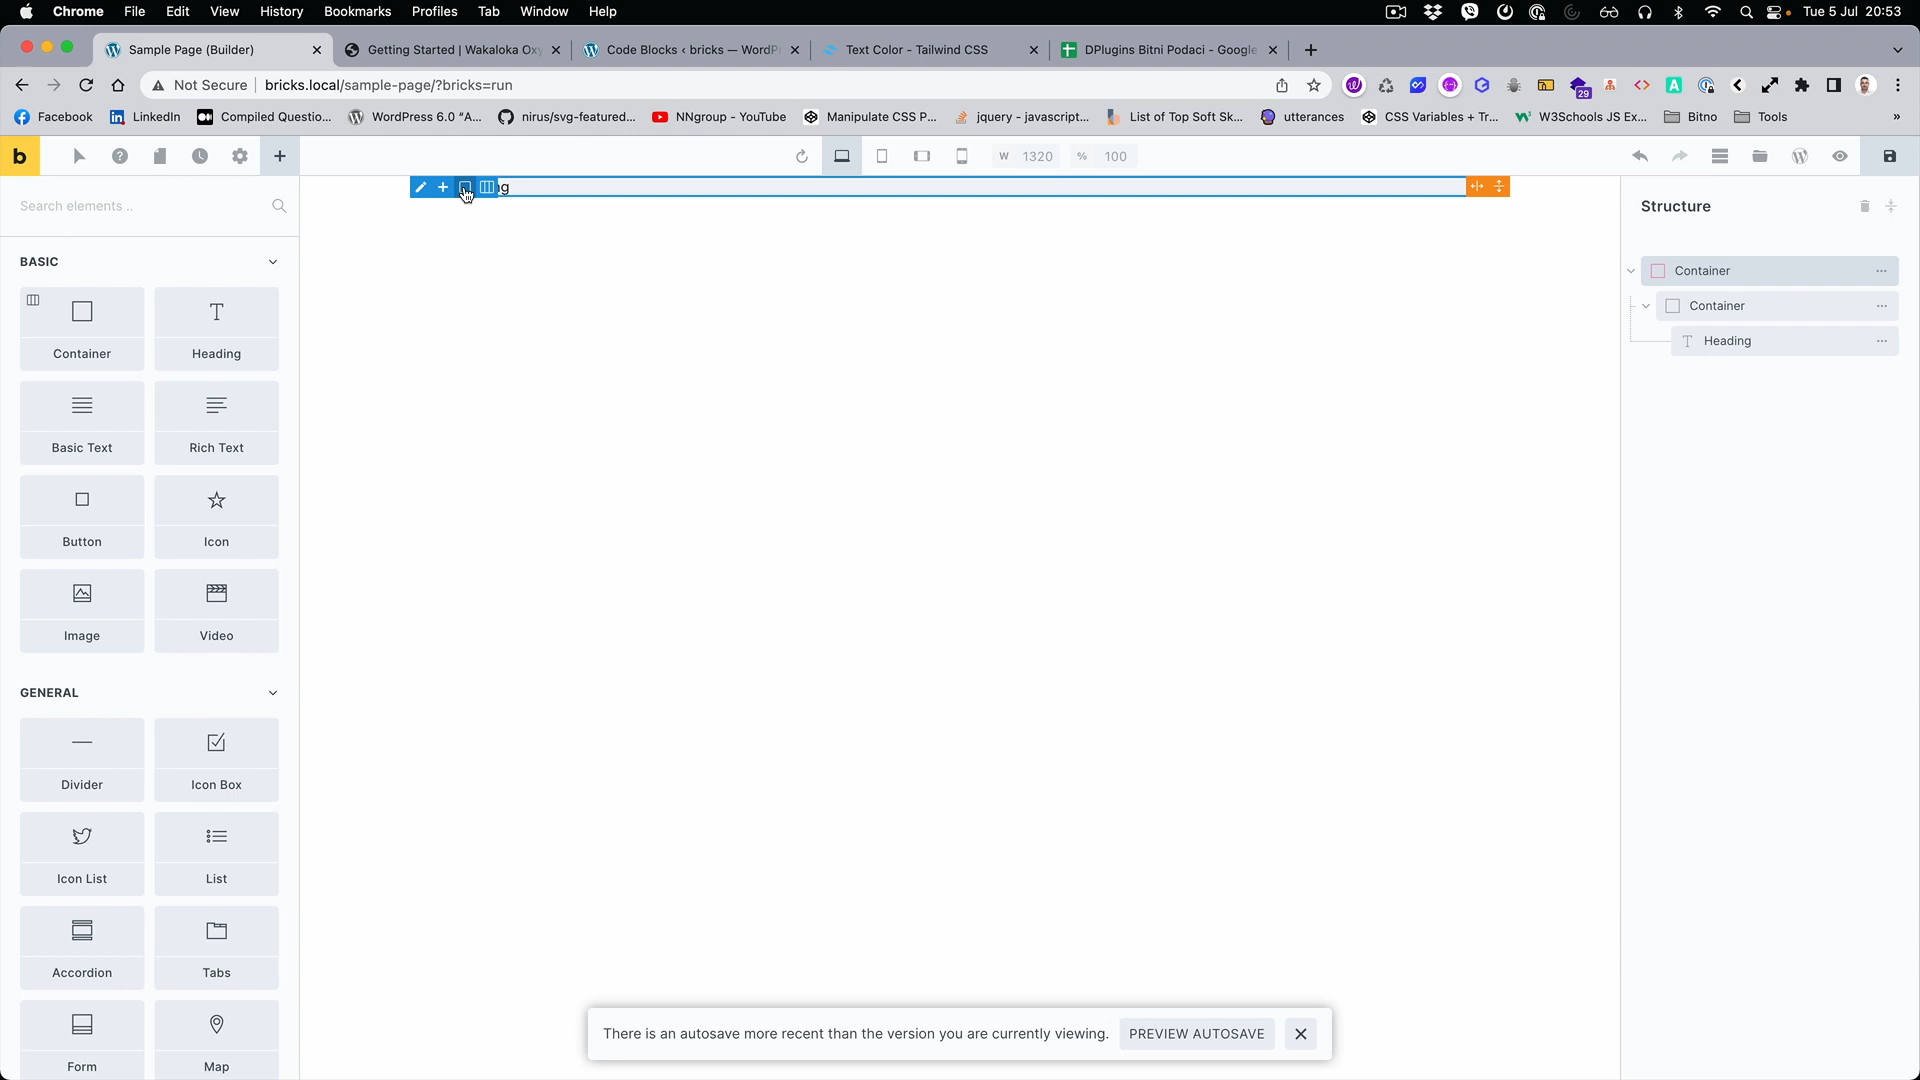 Chrome File Edit View History Bookmarks Profiles Tab Window Help Tue 5 Jul 20:53
Sample Page (Builder) Getting Started | Wakaloka Oxy Code Blocks ‹ bricks — WordPr Text Color - Tailwind CSS DPlugins Bitni Podaci - Google
Not Secure bricks.local/sample-page/?bricks=run 29
Facebook LinkedIn Compiled Questio... WordPress 6.0 “A... nirus/svg-featured... NNgroup - YouTube Manipulate CSS P... jquery - javascript... List of Top Soft Sk... utterances CSS Variables + Tr... W3Schools JS Ex... Bitno Tools »
b W 1320 % 100
ng
Search elements ..
Structure
BASIC
Container
Container
Heading
Container Heading
Basic Text Rich Text
Button Icon
Image Video
GENERAL
Divider Icon Box
Icon List List
Accordion Tabs
Form Map
There is an autosave more recent than the version you are currently viewing. PREVIEW AUTOSAVE